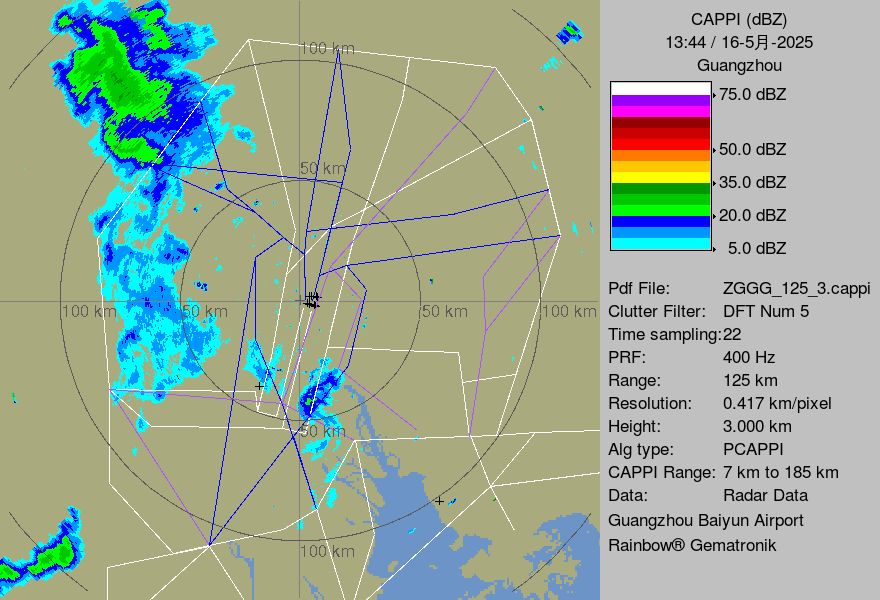 CAPPI (dBZ)
13:44 / 16-5月-2025
Guangzhou
75.0 dBZ
50.0 dBZ
35.0 dBZ
20.0 dBZ
5.0 dBZ
Pdf File: ZGGG_125_3.cappi
Clutter Filter: DFT Num 5
Time sampling:22
PRF: 400 Hz
Range: 125 km
Resolution: 0.417 km/pixel
Height: 3.000 km
Alg type: PCAPPI
CAPPI Range: 7 km to 185 km
Data: Radar Data
Guangzhou Baiyun Airport
Rainbow® Gematronik
100 km
50 km
100 km
50 km
50 km
100 km
50 km
100 km